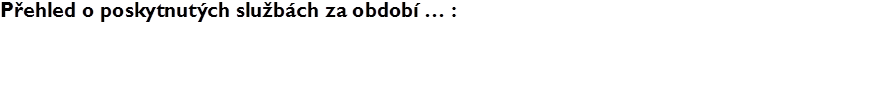 Přehled o poskytnutých službách za období … :